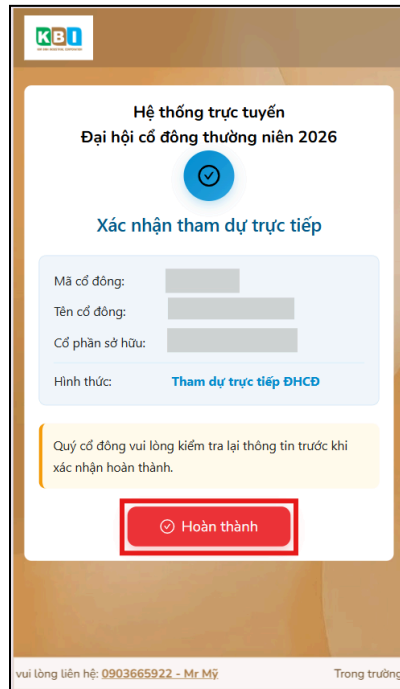 KBI
Hệ thống trực tuyến
Đại hội cổ đông thường niên 2026
Xác nhận tham dự trực tiếp
Mã cổ đông:
Tên cổ đông:
Cổ phần sở hữu:
Hình thức: Tham dự trực tiếp ĐHCĐ
Quý cổ đông vui lòng kiểm tra lại thông tin trước khi
xác nhận hoàn thành.
Hoàn thành
vui lòng liên hệ: 0903665922 - Mr Mỹ Trong trường